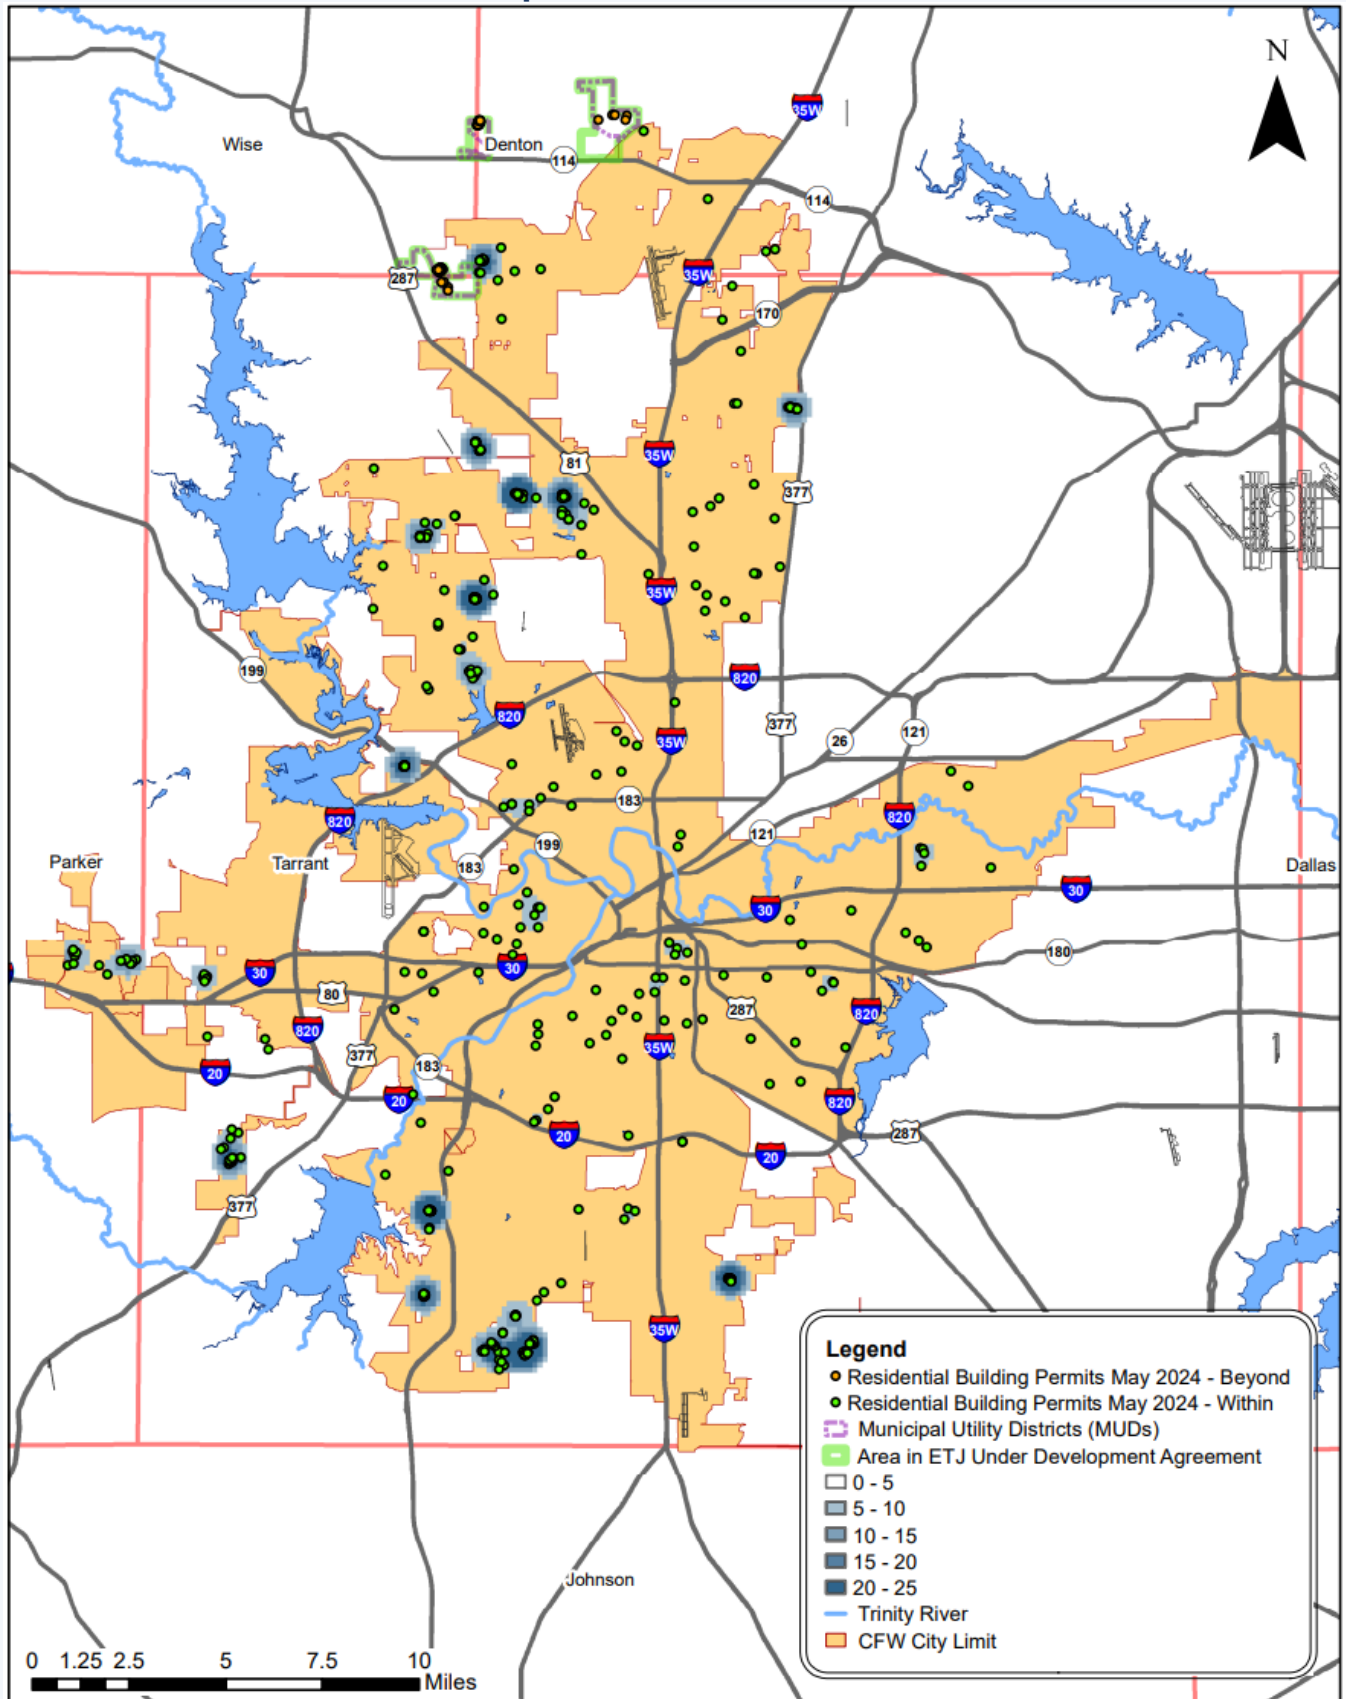 N
35W
Wise
Denton
114
114
35W
287
170
35W
81
377
35W
199
820
820
377
26
121
35W
183
820
820
121
199
183
Parker
Tarrant
Dallas
30
30
180
30
30
80
287
820
820
377
35W
183
20
20
820
20
287
20
377
35W
Legend
Residential Building Permits May 2024 - Beyond
Residential Building Permits May 2024 - Within
Municipal Utility Districts (MUDs)
Area in ETJ Under Development Agreement
0 - 5
5 - 10
10 - 15
15 - 20
20 - 25
Trinity River
CFW City Limit
Johnson
0 1.25 2.5 5 7.5 10
Miles